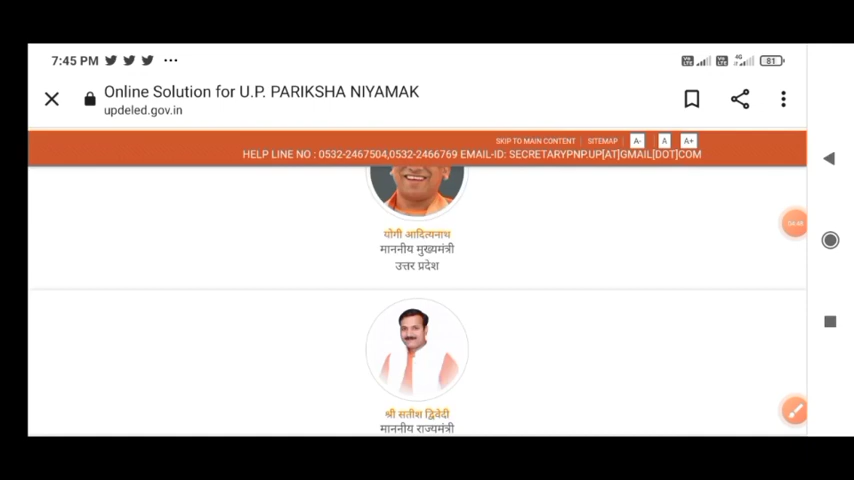 7:45 PM
4G
81
Online Solution for U.P. PARIKSHA NIYAMAK
updeled.gov.in
SKIP TO MAIN CONTENT SITEMAP A- A A+
HELP LINE NO : 0532-2467504,0532-2466769 EMAIL-ID: SECRETARYPNP.UP[AT]GMAIL[DOT]COM
योगी आदित्यनाथ
माननीय मुख्यमंत्री
उत्तर प्रदेश
श्री सतीश द्विवेदी
माननीय राज्यमंत्री